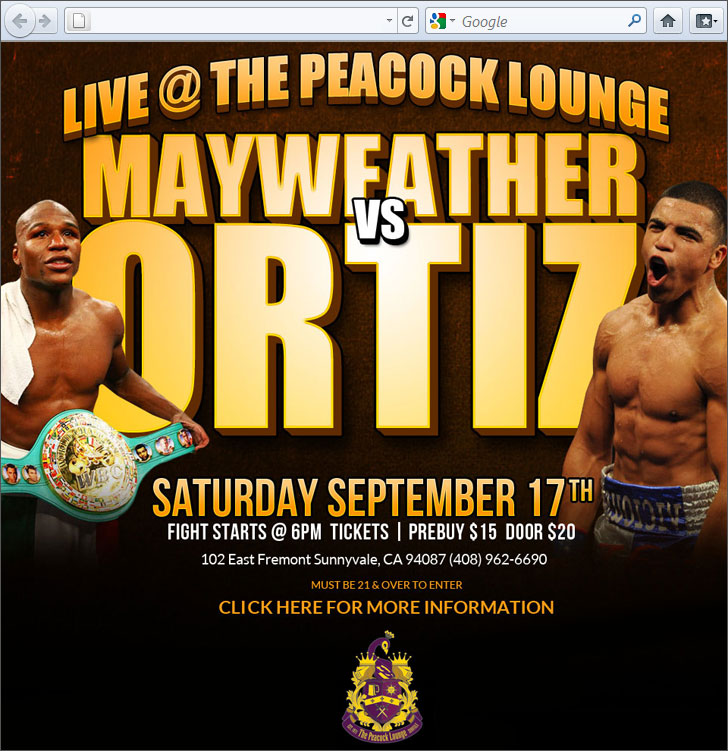 Google
LIVE @ THE PEACOCK LOUNGE
MAYWEATHER
VS
ORTIZ
WBC
SATURDAY SEPTEMBER 17TH
FIGHT STARTS @ 6PM TICKETS | PREBUY $15 DOOR $20
102 East Fremont Sunnyvale, CA 94087 (408) 962-6690
MUST BE 21 & OVER TO ENTER
CLICK HERE FOR MORE INFORMATION
The Peacock Lounge